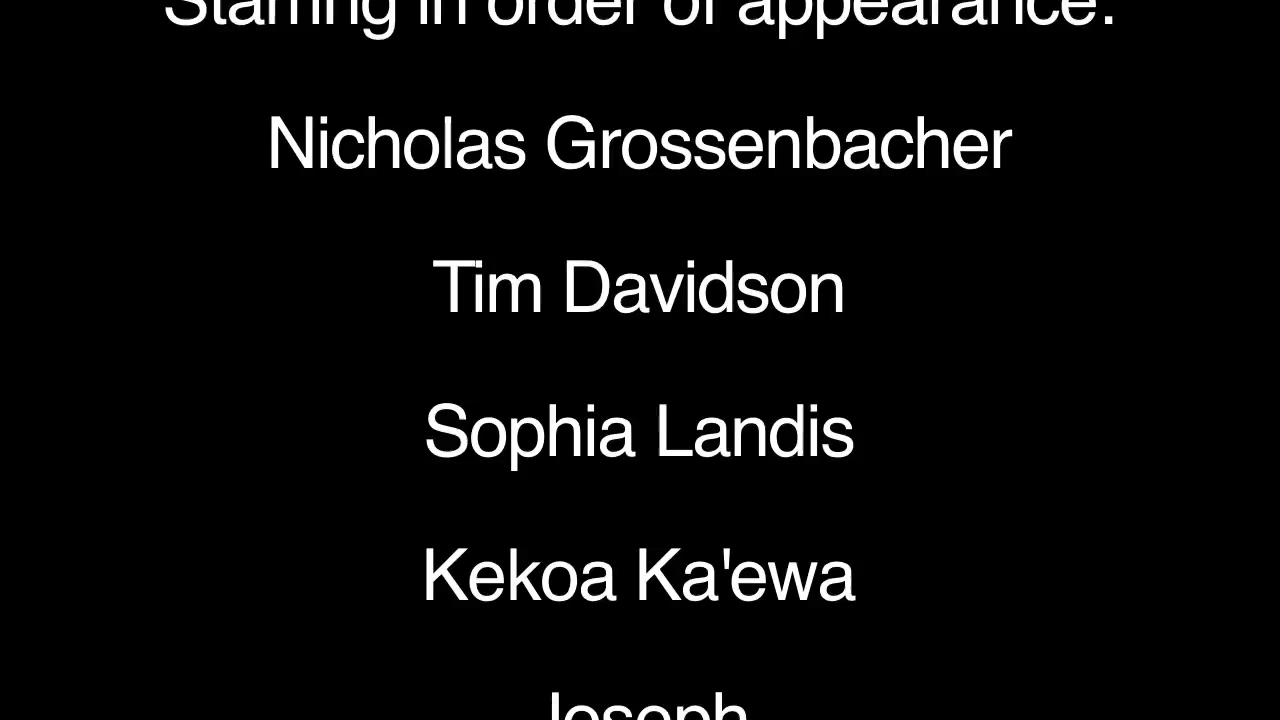 Starring in order of appearance:
Nicholas Grossenbacher
Tim Davidson
Sophia Landis
Kekoa Ka'ewa
Joseph